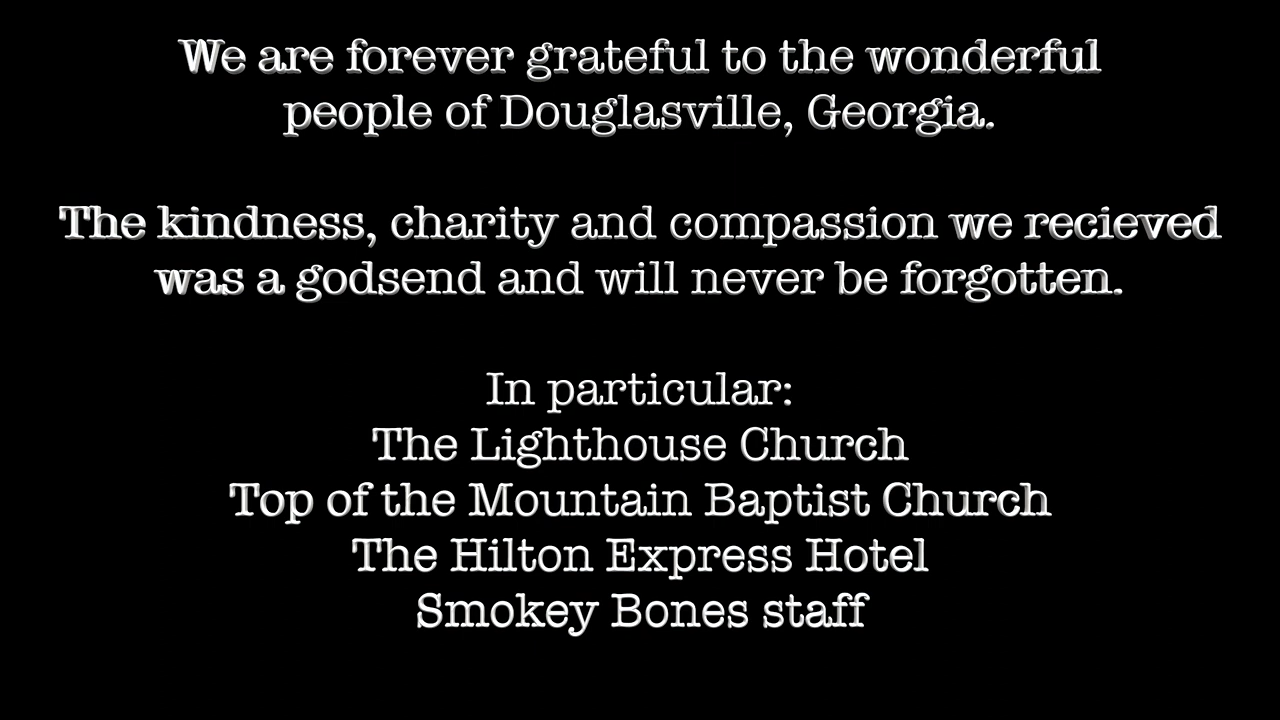 We are forever grateful to the wonderful
people of Douglasville, Georgia.
The kindness, charity and compassion we recieved
was a godsend and will never be forgotten.
In particular:
The Lighthouse Church
Top of the Mountain Baptist Church
The Hilton Express Hotel
Smokey Bones staff